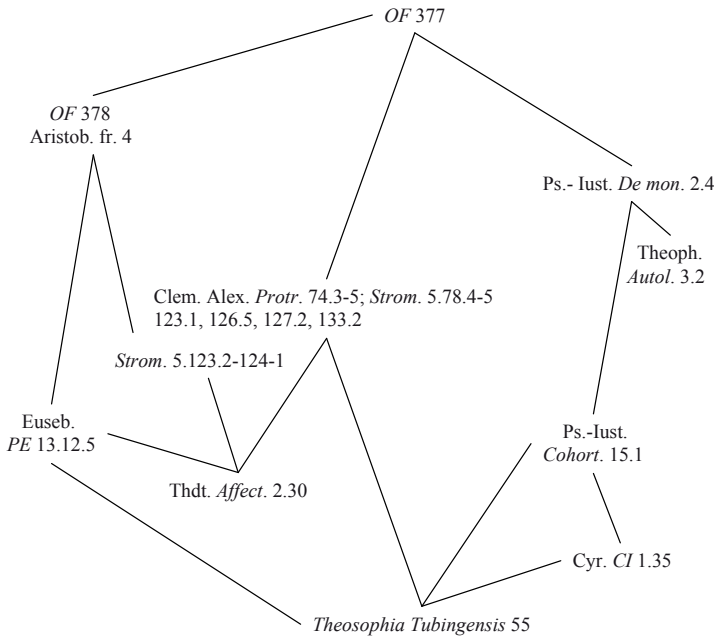 OF 377
OF 378
Aristob. fr. 4
Ps.- Iust. De mon. 2.4
Theoph.
Autol. 3.2
Clem. Alex. Protr. 74.3-5; Strom. 5.78.4-5
123.1, 126.5, 127.2, 133.2
Strom. 5.123.2-124-1
Euseb.
PE 13.12.5
Ps.-Iust.
Cohort. 15.1
Thdt. Affect. 2.30
Cyr. CI 1.35
Theosophia Tubingensis 55